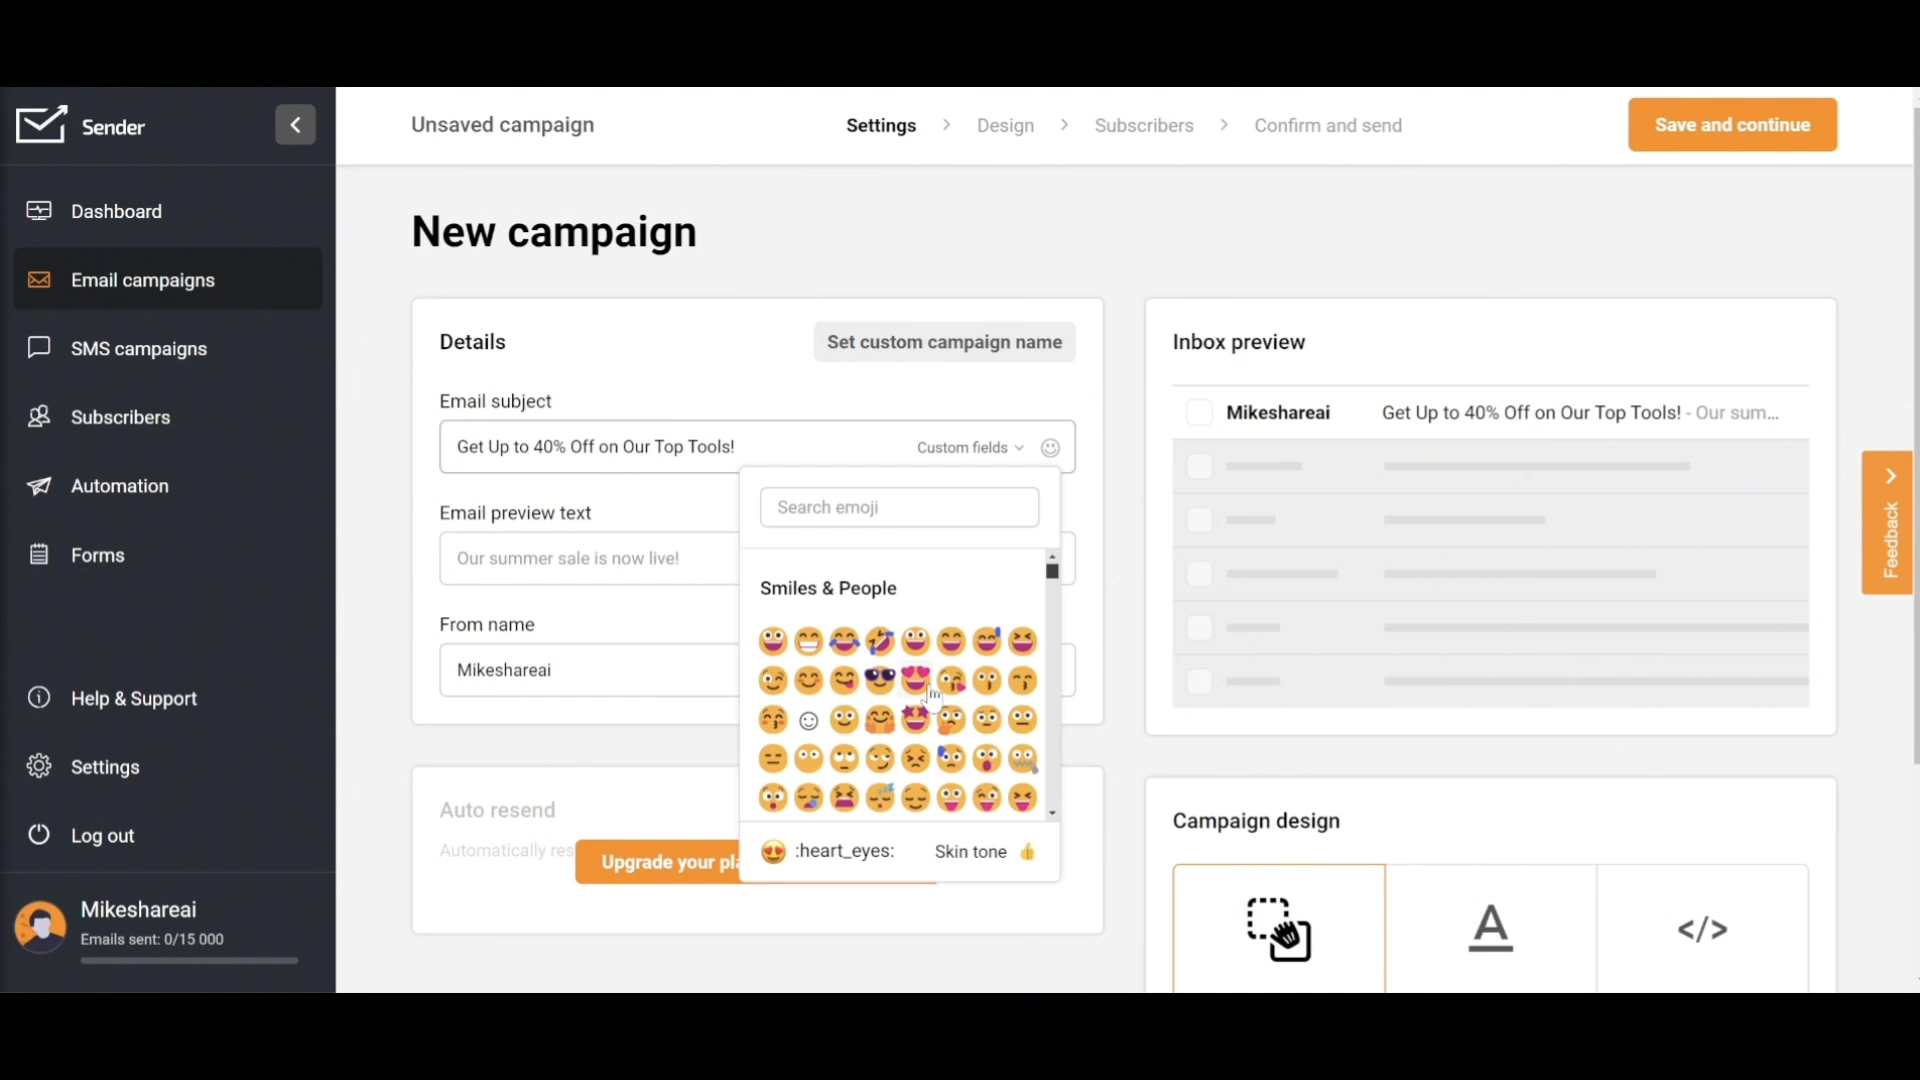 Sender
Unsaved campaign
Settings
Design
Subscribers
Confirm and send
Save and continue
Dashboard
Email campaigns
SMS campaigns
Subscribers
Automation
Forms
Help & Support
Settings
Log out
Mikeshareai
Emails sent: 0/15 000
New campaign
Details
Set custom campaign name
Email subject
Get Up to 40% Off on Our Top Tools!
Custom fields
Email preview text
Our summer sale is now live!
From name
Mikeshareai
Search emoji
Smiles & People
:heart_eyes:
Skin tone
Auto resend
Automatically res
Upgrade your pla
Inbox preview
Mikeshareai
Get Up to 40% Off on Our Top Tools! - Our sum...
Campaign design
A
</>
Feedback